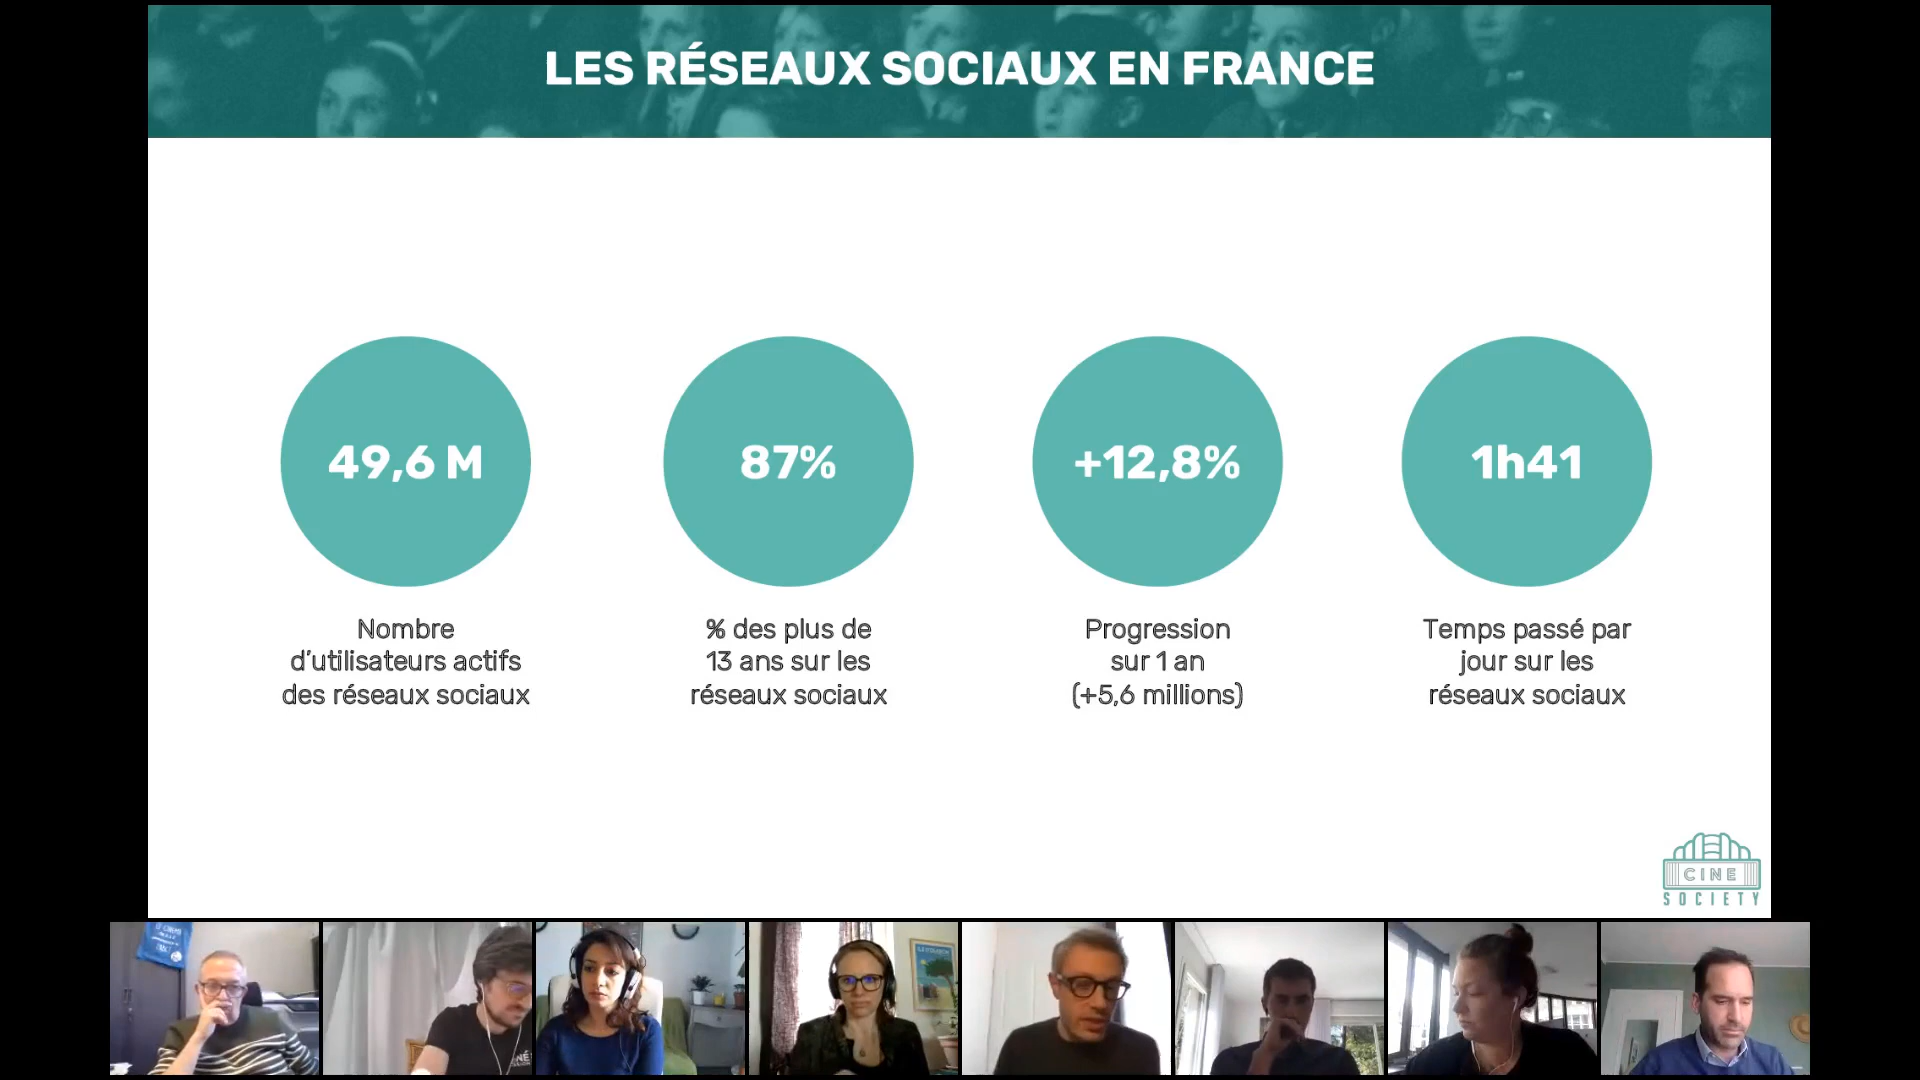 LES RÉSEAUX SOCIAUX EN FRANCE
49,6 M
87%
+12,8%
1h41
Nombre
d'utilisateurs actifs
des réseaux sociaux
% des plus de
13 ans sur les
réseaux sociaux
Progression
sur 1 an
(+5,6 millions)
Temps passé par
jour sur les
réseaux sociaux
CINE
SOCIETY